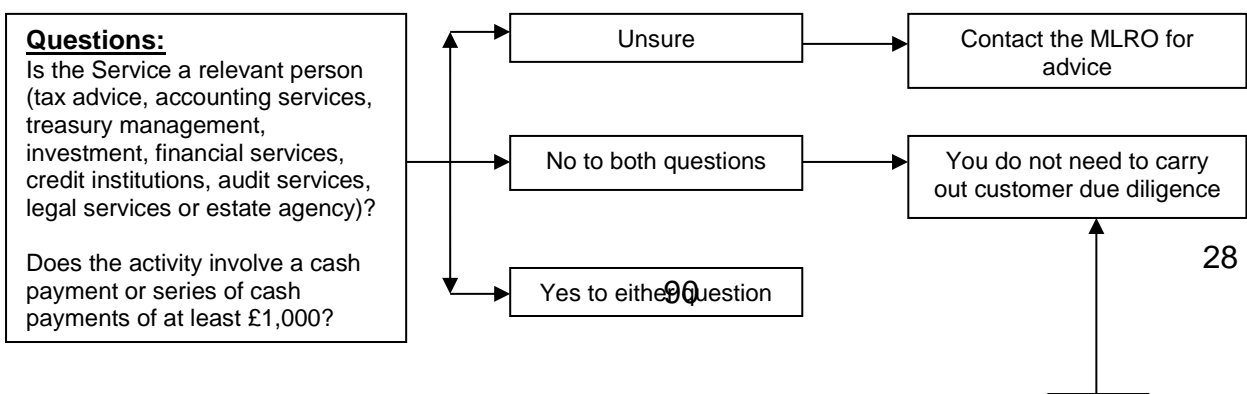 Questions:
Is the Service a relevant person
(tax advice, accounting services,
treasury management,
investment, financial services,
credit institutions, audit services,
legal services or estate agency)?
Does the activity involve a cash
payment or series of cash
payments of at least £1,000?
Unsure
Contact the MLRO for
advice
No to both questions
You do not need to carry
out customer due diligence
Yes to either question
90
28